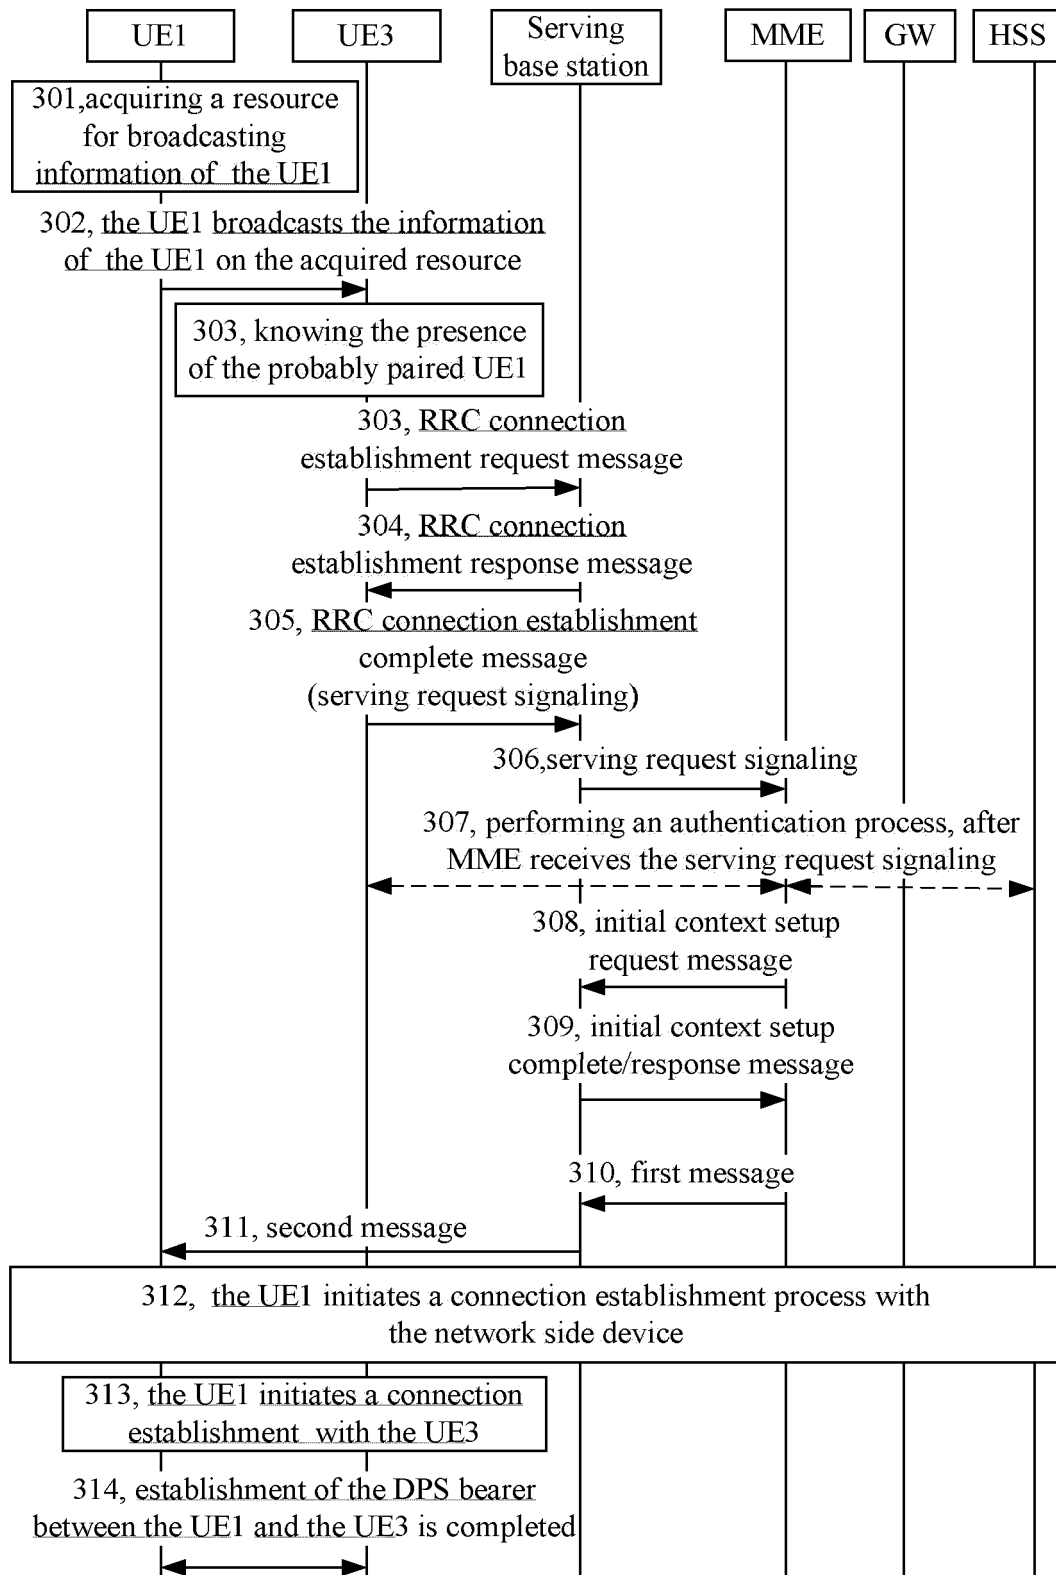 UE1
UE3
Serving
base station
MME
GW
HSS
301,acquiring a resource
for broadcasting
information of the UE1
302, the UE1 broadcasts the information
of the UE1 on the acquired resource
303, knowing the presence
of the probably paired UE1
303, RRC connection
establishment request message
304, RRC connection
establishment response message
305, RRC connection establishment
complete message
(serving request signaling)
306,serving request signaling
307, performing an authentication process, after
MME receives the serving request signaling
308, initial context setup
request message
309, initial context setup
complete/response message
310, first message
311, second message
312, the UE1 initiates a connection establishment process with
the network side device
313, the UE1 initiates a connection
establishment with the UE3
314, establishment of the DPS bearer
between the UE1 and the UE3 is completed